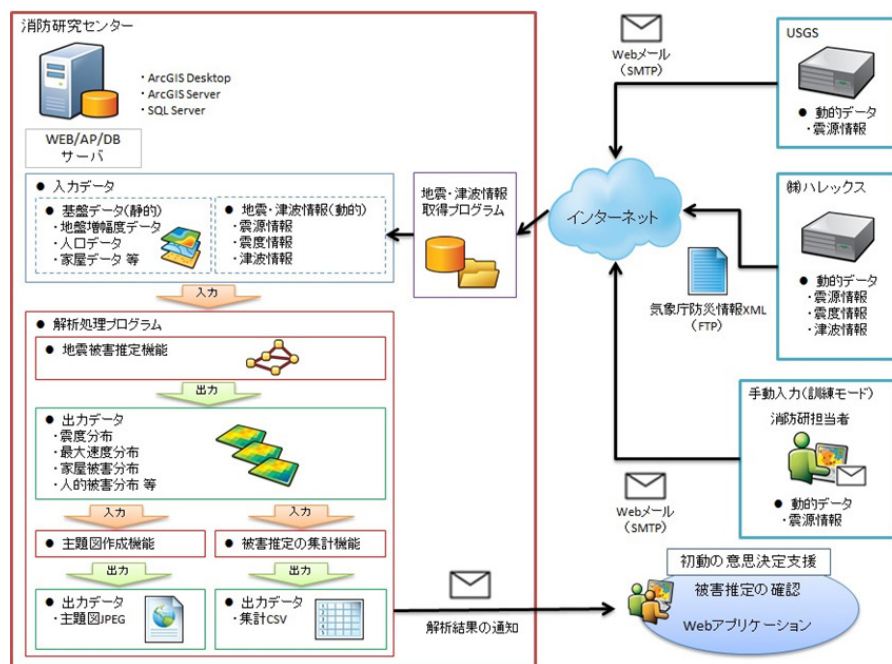 消防研究センター
・ArcGIS Desktop
・ArcGIS Server
・SQL Server
WEB/AP/DB
サーバ
● 入力データ
● 基盤データ(静的)
・地盤増幅度データ
・人口データ
・家屋データ 等
● 地震・津波情報(動的)
・震源情報
・震度情報
・津波情報
地震・津波情報
取得プログラム
入力
● 解析処理プログラム
● 地震被害推定機能
出力
● 出力データ
・震度分布
・最大速度分布
・家屋被害分布
・人的被害分布 等
入力
入力
● 主題図作成機能
● 被害推定の集計機能
出力
出力
● 出力データ
・主題図JPEG
● 出力データ
・集計CSV
解析結果の通知
Webメール
(SMTP)
インターネット
気象庁防災情報XML
(FTP)
Webメール
(SMTP)
USGS
● 動的データ
・震源情報
㈱ハレックス
● 動的データ
・震源情報
・震度情報
・津波情報
手動入力(訓練モード)
消防研担当者
● 動的データ
・震源情報
初動の意思決定支援
被害推定の確認
Webアプリケーション